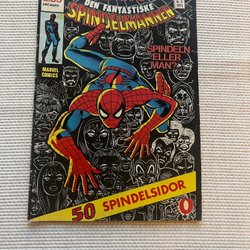 DEN FANTASTISKE
SPINDELMANNEN
MARVEL COMICS
SPINDELN
ELLER
MAN?
50 SPINDELSIDOR